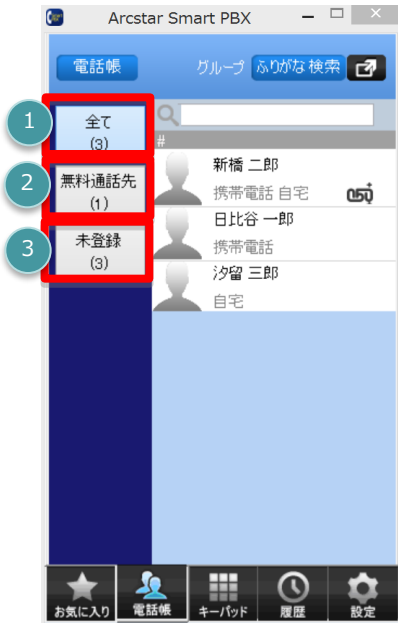 Arcstar Smart PBX
電話帳
グループ ふりがな 検索
1
全て
(3)
#
2
無料通話先
(1)
3
未登録
(3)
新橋 二郎
携帯電話 自宅
日比谷 一郎
携帯電話
汐留 三郎
自宅
お気に入り 電話帳 キーパッド 履歴 設定